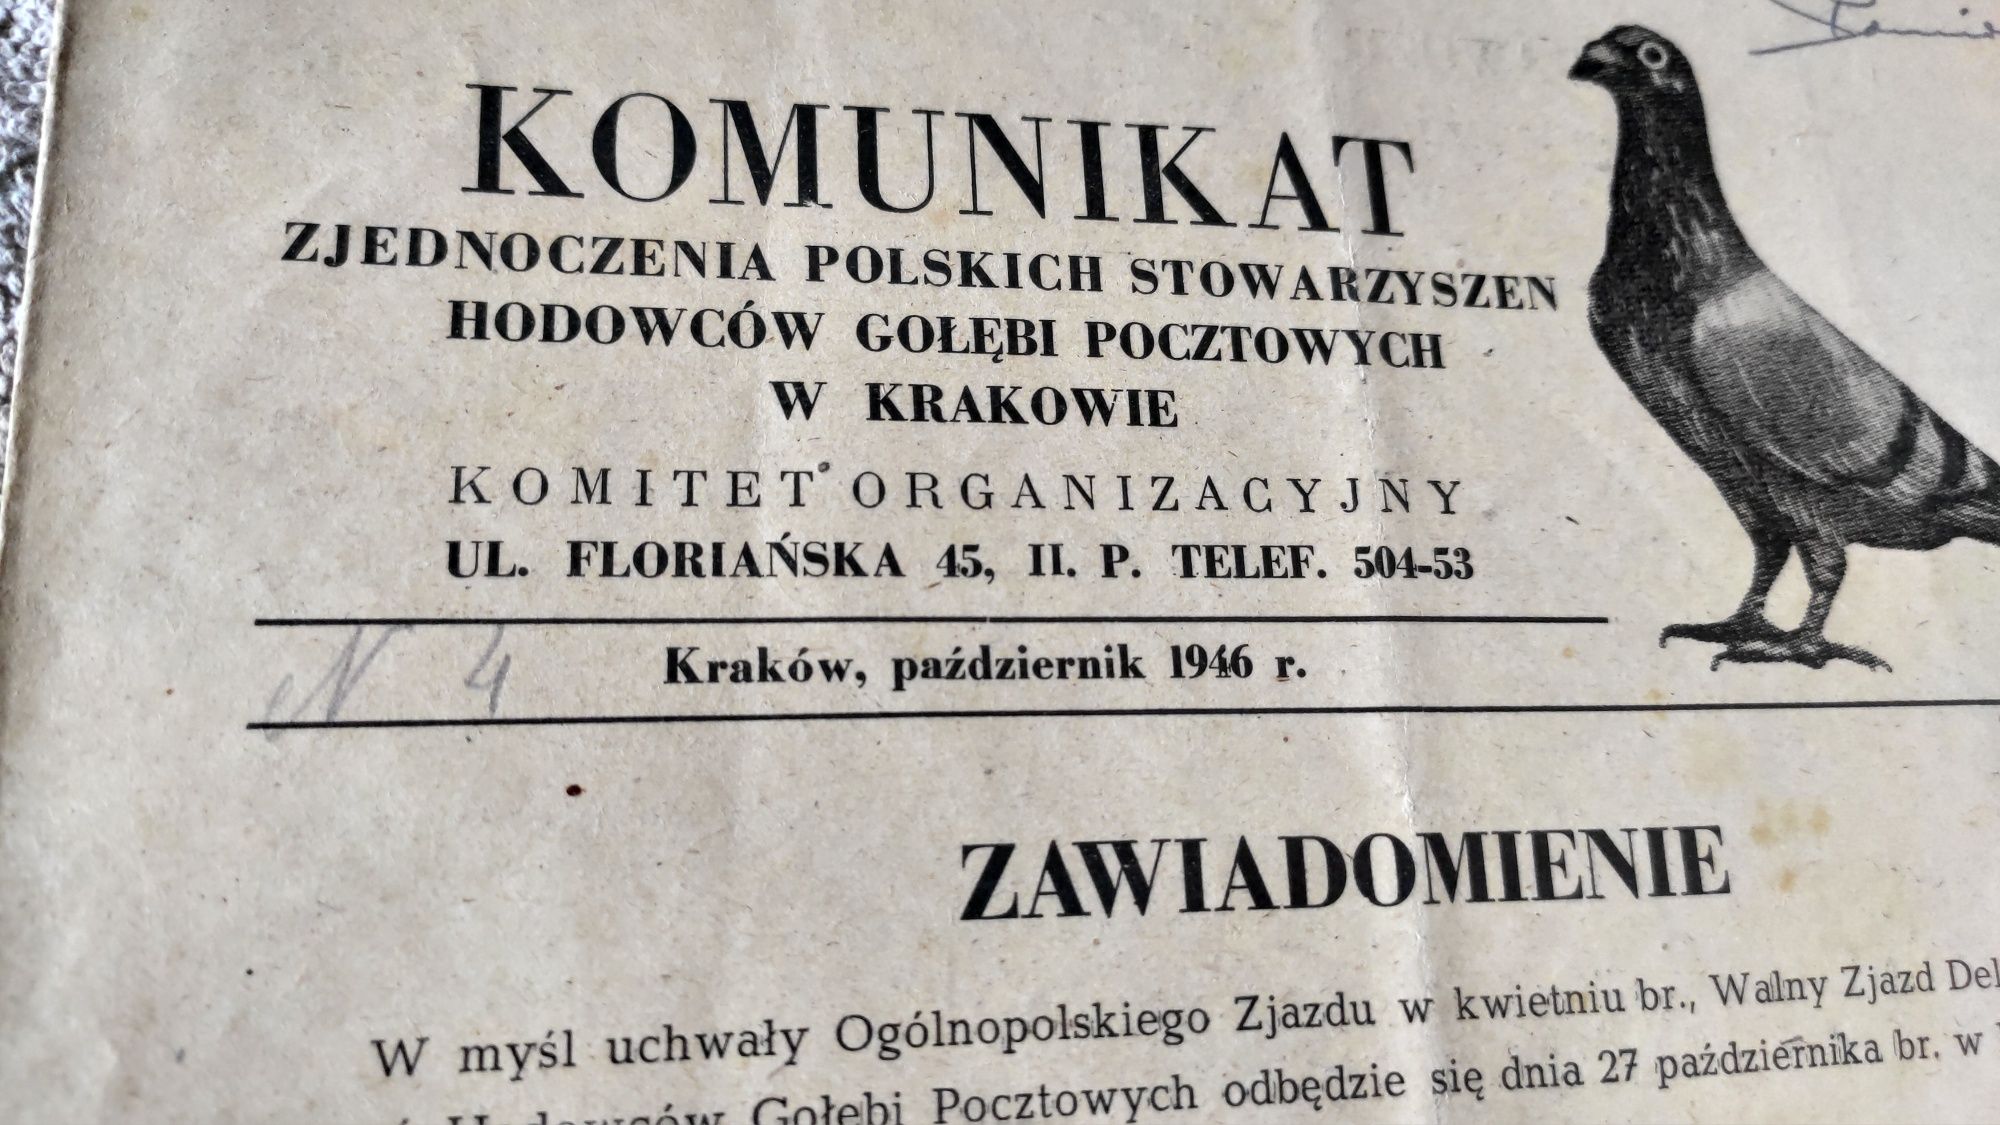 KOMUNIKAT
ZJEDNOCZENIA POLSKICH STOWARZYSZEN
HODOWCÓW GOŁĘBI POCZTOWYCH
W KRAKOWIE
KOMITET ORGANIZACYJNY
UL. FLORIAŃSKA 45, II. P. TELEF. 504-53
N 4
Kraków, październik 1946 r.
ZAWIADOMIENIE
W myśl uchwały Ogólnopolskiego Zjazdu w kwietniu br., Walny Zjazd Del
Hodowców Gołębi Pocztowych odbędzie się dnia 27 października br. w